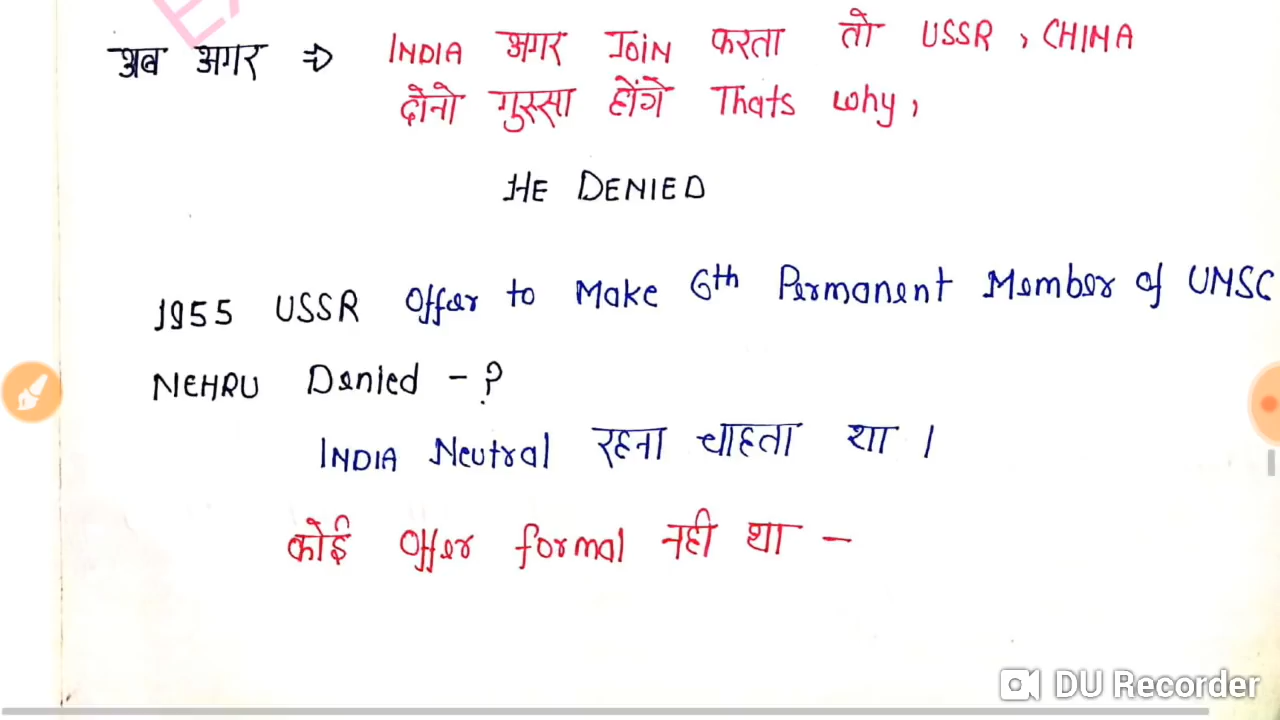 अब अगर ⇒ INDIA अगर JOIN करता तो USSR, CHINA
दोनो गुस्सा होंगे Thats why,
HE DENIED
1955 USSR Offer to Make 6th Permanent Member of UNSC
NEHRU Denied - ?
INDIA Neutral रहना चाहता था ।
कोई Offer formal नही था -
DU Recorder